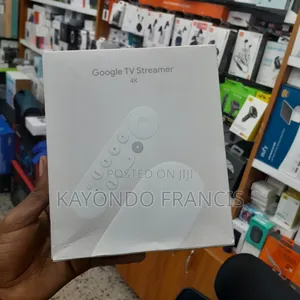 Google TV Streamer
4K
POSTED ON JIJI
KAYONDO FRANCIS